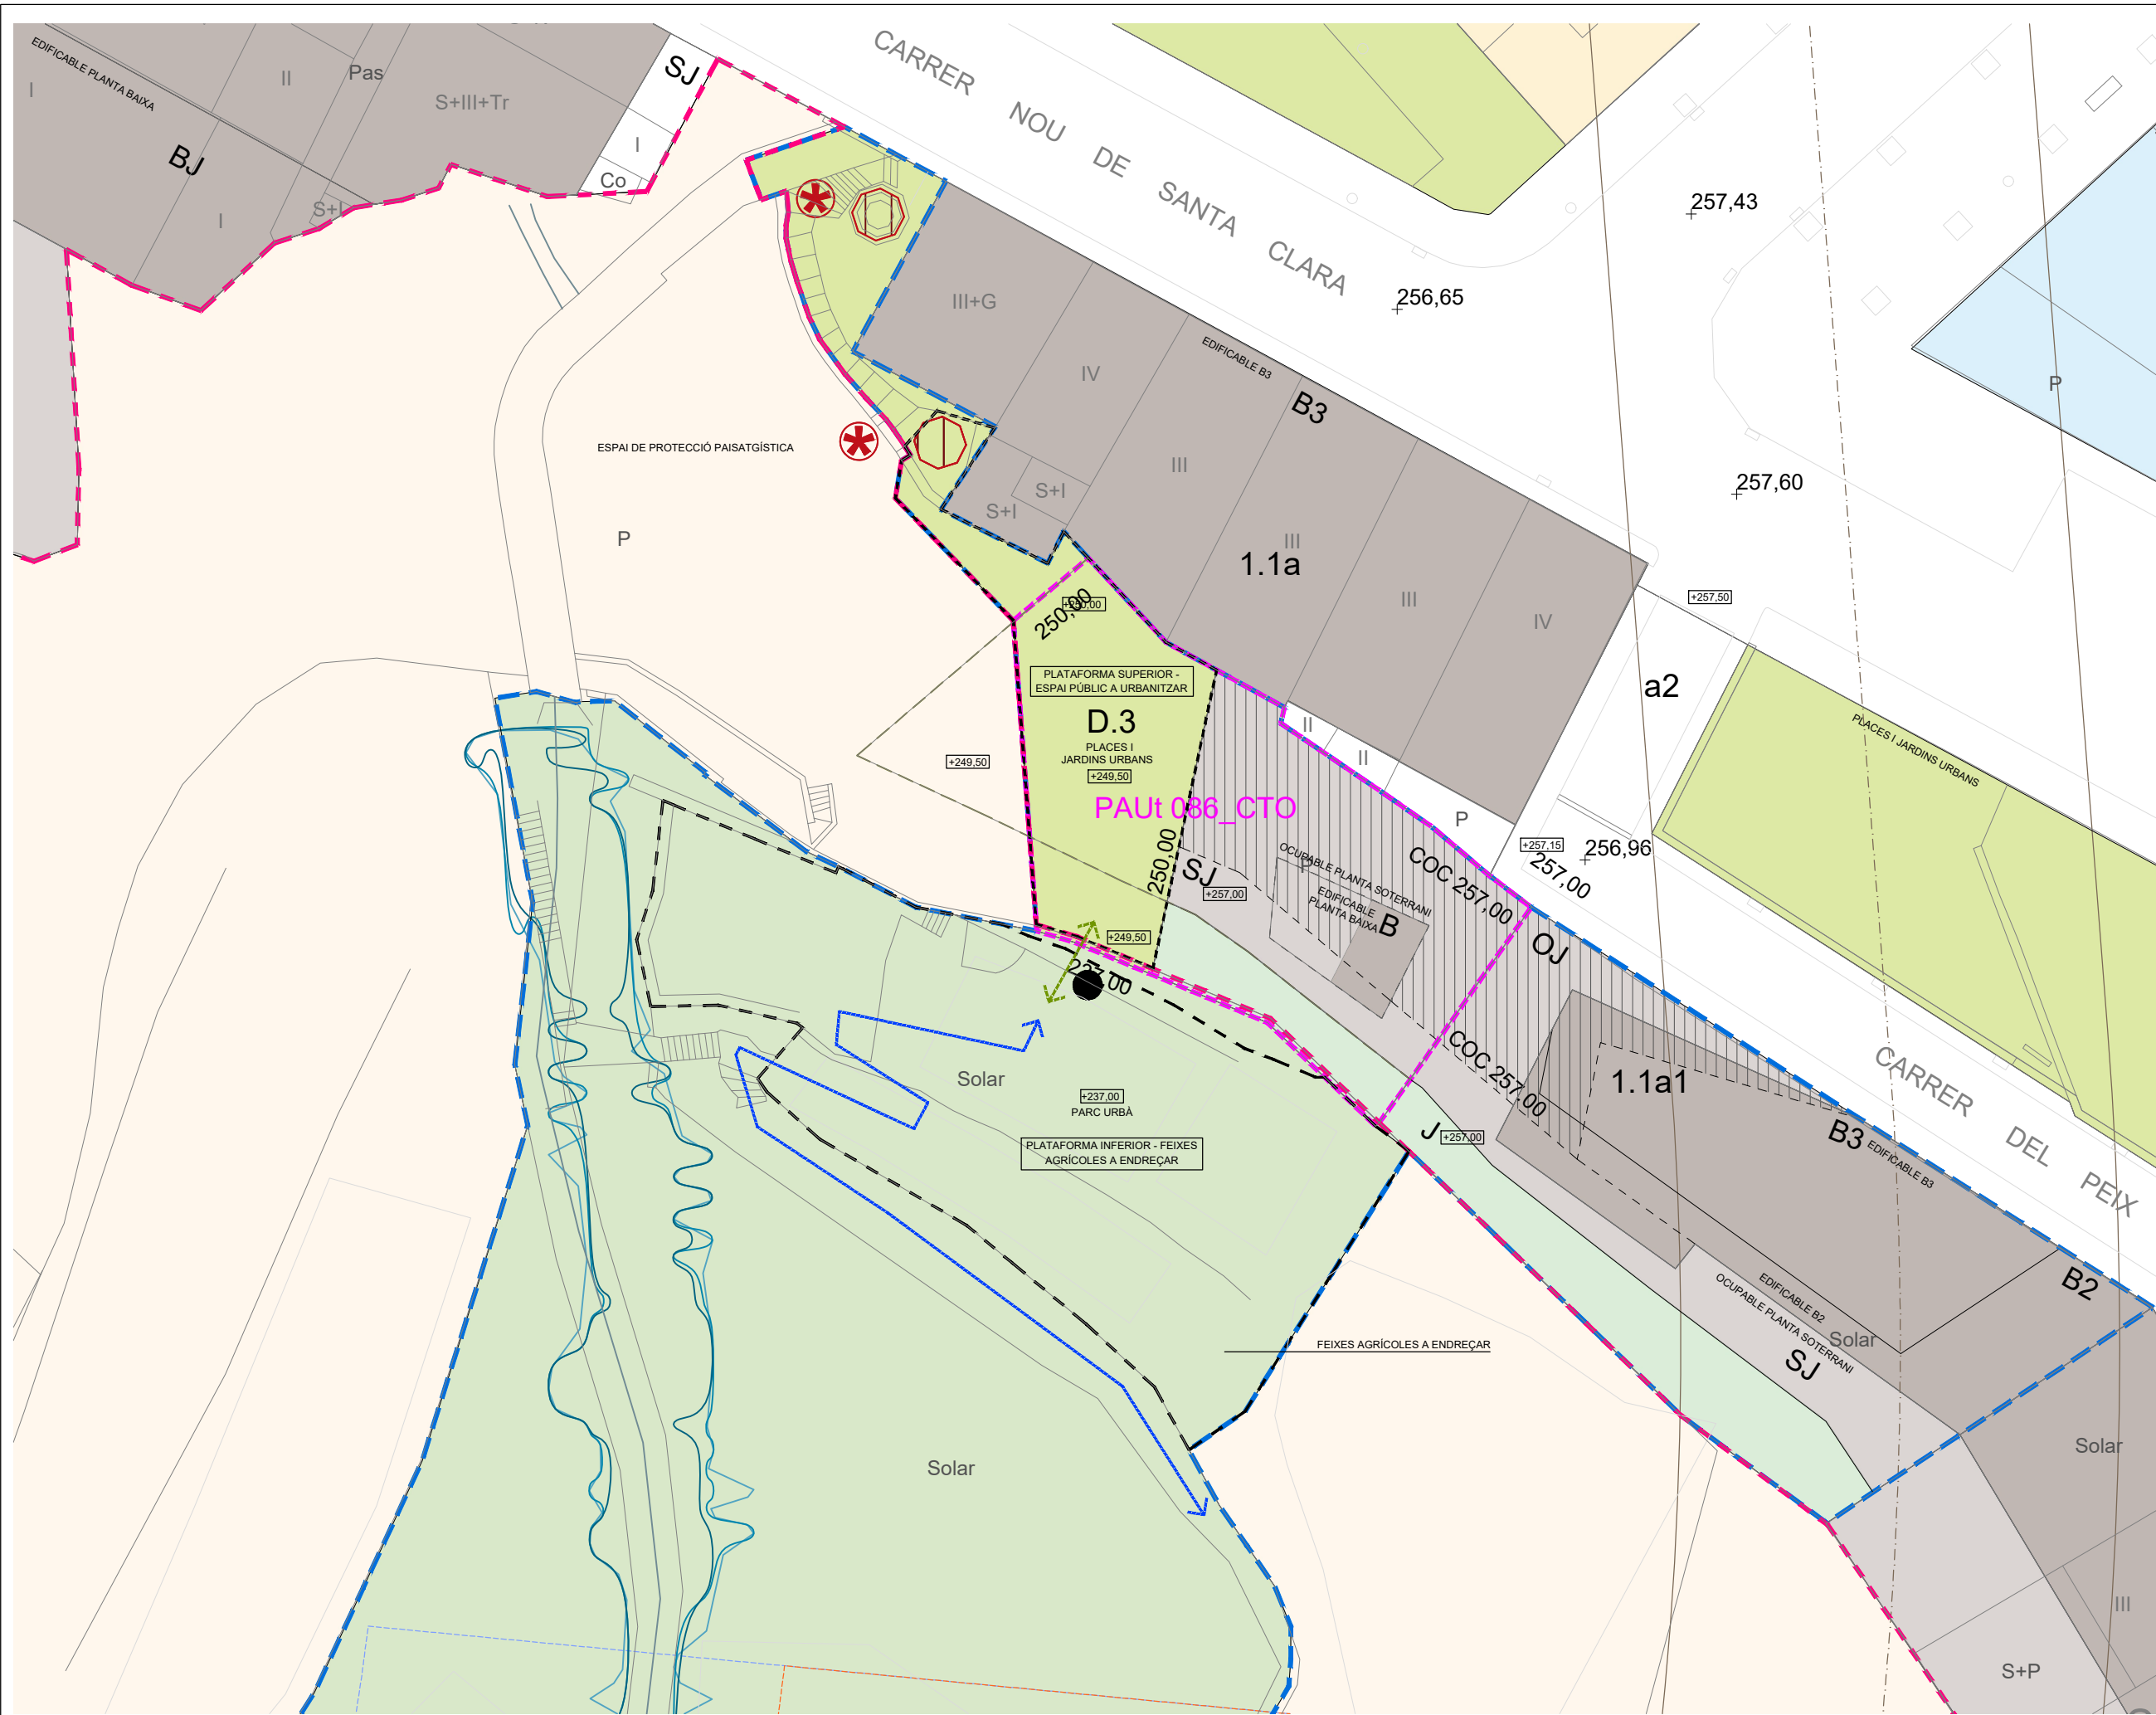 EDIFICABLE PLANTA BAIXA
I
II
Pas
S+III+Tr
SJ
I
Co
BJ
I
S+I
CARRER NOU DE SANTA CLARA
257,43
256,65
257,60
P
III+G
IV
EDIFICABLE B3
B3
III
S+I
S+I
III
1.1a
III
IV
ESPAI DE PROTECCIÓ PAISATGÍSTICA
P
+257,50
+250,00
250,00
PLATAFORMA SUPERIOR -
ESPAI PÚBLIC A URBANITZAR
D.3
PLACES I
JARDINS URBANS
+249,50
+249,50
PAUt 086_CTO
II
II
P
a2
PLACES I JARDINS URBANS
+257,15
256,96
257,00
COC 257,00
250,00
SJ
+257,00
OCUPABLE PLANTA SOTERRANI
P
EDIFICABLE
PLANTA BAIXA
B
OJ
+249,50
237,00
COC 257,00
1.1a1
CARRER DEL PEIX
B3
EDIFICABLE B3
J
+257,00
Solar
+237,00
PARC URBÀ
PLATAFORMA INFERIOR - FEIXES
AGRÍCOLES A ENDREÇAR
B2
EDIFICABLE B2
OCUPABLE PLANTA SOTERRANI
Solar
SJ
FEIXES AGRÍCOLES A ENDREÇAR
Solar
Solar
III
S+P